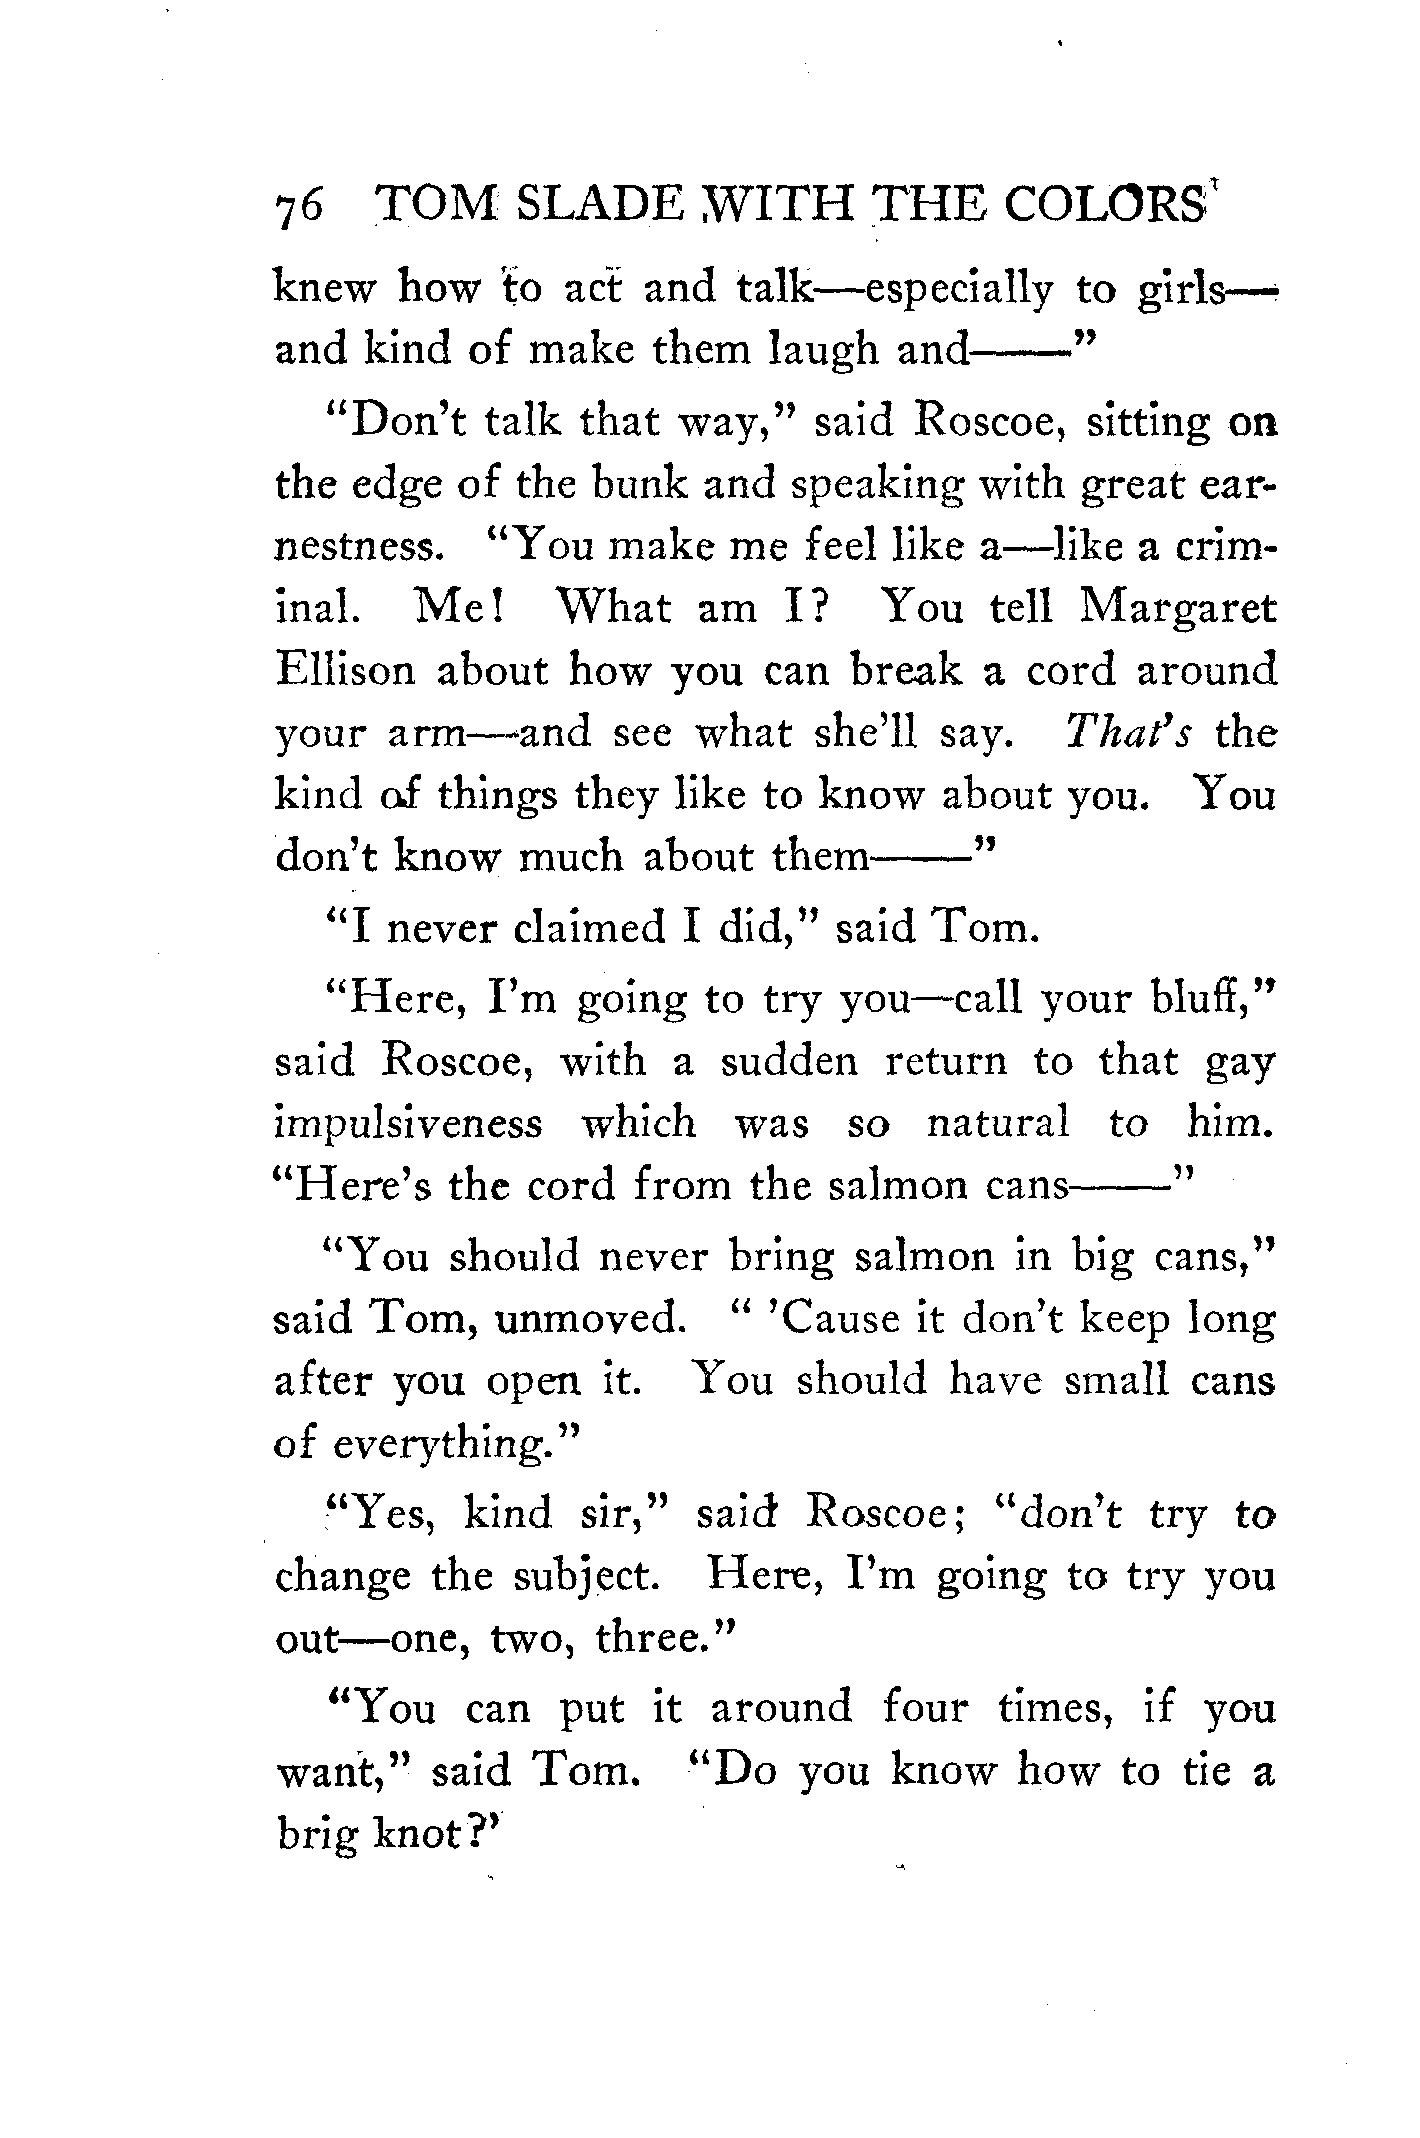 76 TOM SLADE WITH THE COLORS
knew how to act and talk—especially to girls—
and kind of make them laugh and——”
“Don’t talk that way,” said Roscoe, sitting on
the edge of the bunk and speaking with great ear-
nestness. “You make me feel like a—like a crim-
inal. Me! What am I? You tell Margaret
Ellison about how you can break a cord around
your arm—and see what she’ll say. That’s the
kind of things they like to know about you. You
don’t know much about them——”
“I never claimed I did,” said Tom.
“Here, I’m going to try you—call your bluff,”
said Roscoe, with a sudden return to that gay
impulsiveness which was so natural to him.
“Here’s the cord from the salmon cans——”
“You should never bring salmon in big cans,”
said Tom, unmoved. “ ’Cause it don’t keep long
after you open it. You should have small cans
of everything.”
“Yes, kind sir,” said Roscoe; “don’t try to
change the subject. Here, I’m going to try you
out—one, two, three.”
“You can put it around four times, if you
want,” said Tom. “Do you know how to tie a
brig knot?’